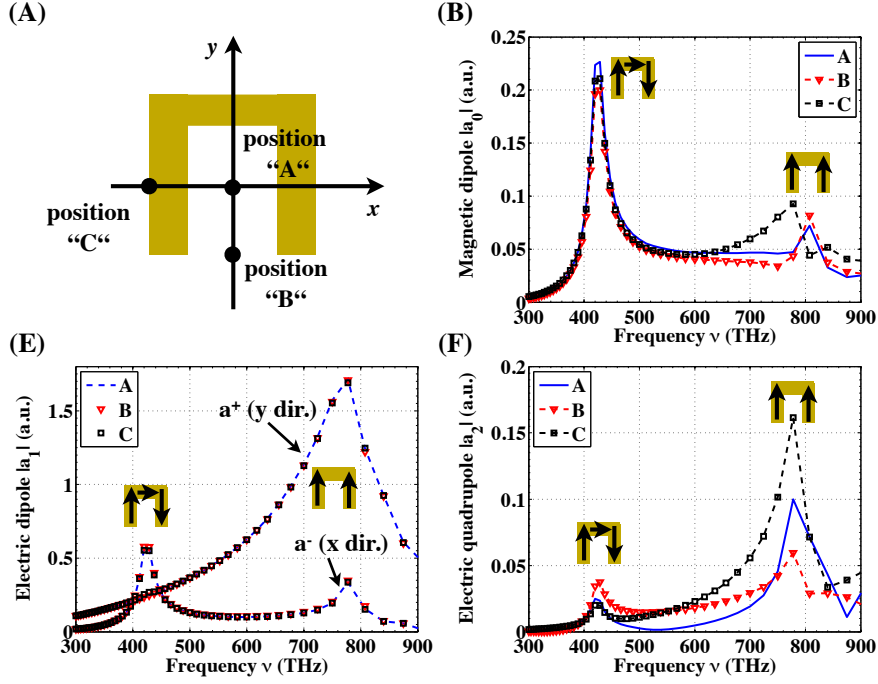 (A)
y
x
position
“A“
position
“C“
position
“B“
(B)
Magnetic dipole |a0| (a.u.)
0.25
0.2
0.15
0.1
0.05
0
A
B
C
300 400 500 600 700 800 900
Frequency ν (THz)
(E)
Electric dipole |a1| (a.u.)
1.5
1
0.5
0
A
B
C
a+ (y dir.)
a- (x dir.)
300 400 500 600 700 800 900
Frequency ν (THz)
(F)
Electric quadrupole |a2| (a.u.)
0.2
0.15
0.1
0.05
0
A
B
C
300 400 500 600 700 800 900
Frequency ν (THz)